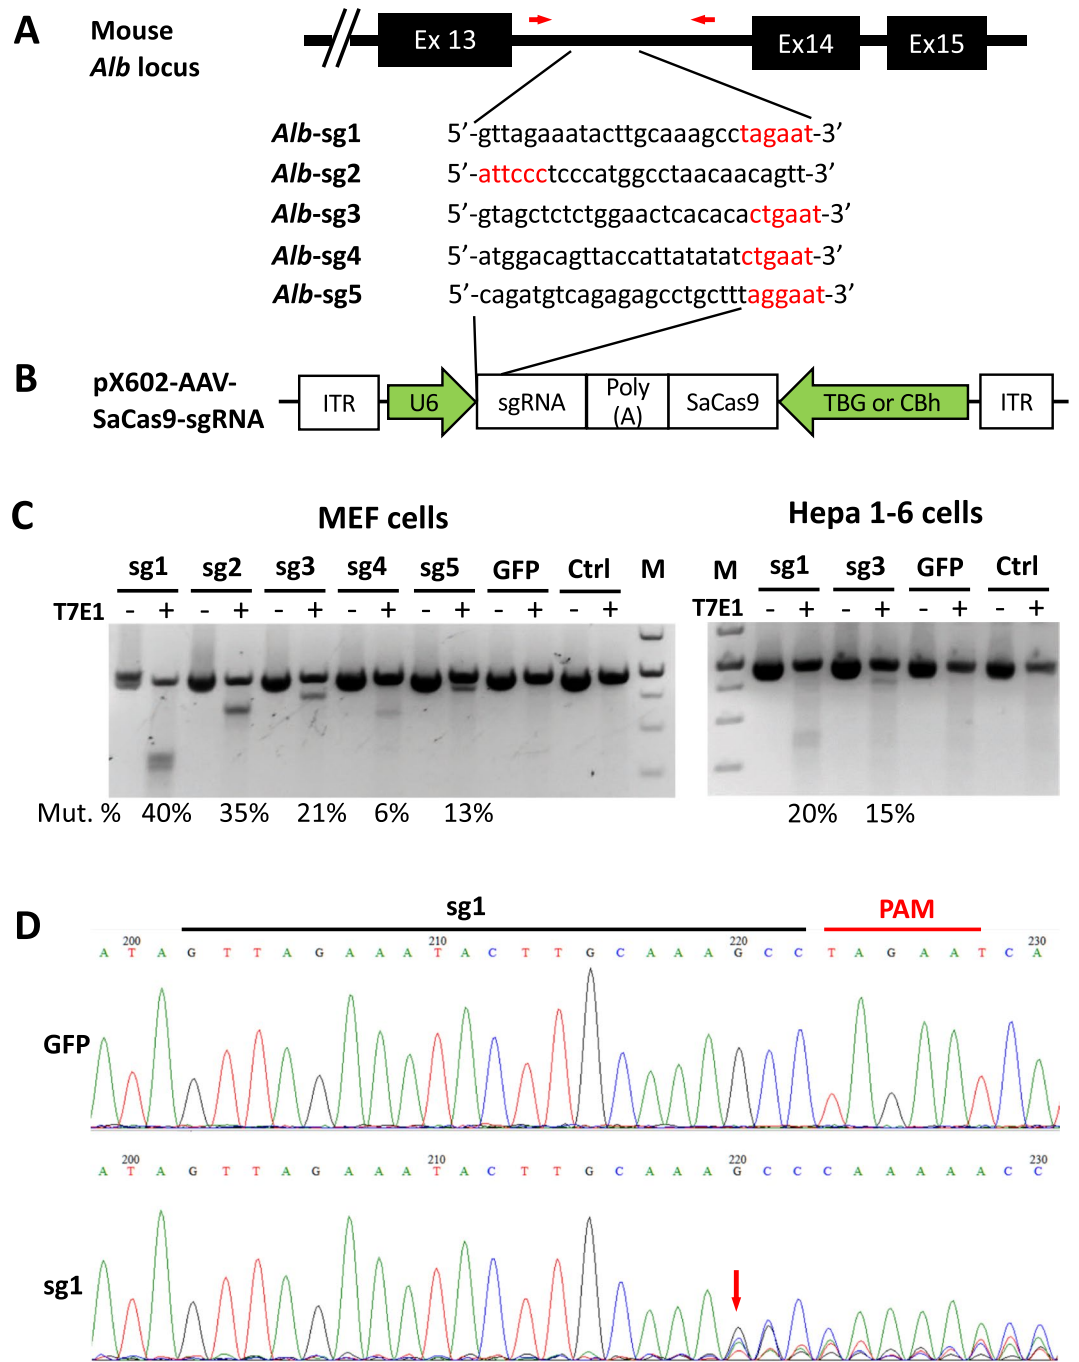 A
Mouse
Alb locus
Ex 13
Ex14
Ex15
Alb-sg1 5’-gttagaaatacttgcaaagcctagaat-3’
Alb-sg2 5’-attccctcccatggcctaacaacagtt-3’
Alb-sg3 5’-gtagctctctggaactcacacactgaat-3’
Alb-sg4 5’-atggacagttaccattatatatctgaat-3’
Alb-sg5 5’-cagatgtcagagagcctgctttaggaat-3’
B
pX602-AAV-
SaCas9-sgRNA
ITR
U6
sgRNA
Poly
(A)
SaCas9
TBG or CBh
ITR
C
MEF cells
sg1 sg2 sg3 sg4 sg5 GFP Ctrl M
T7E1 - + - + - + - + - + - + - +
Mut. % 40% 35% 21% 6% 13%
Hepa 1-6 cells
M sg1 sg3 GFP Ctrl
T7E1 - + - + - + - +
20% 15%
D
sg1
PAM
200 210 220 230
A T A G T T A G A A A T A C T T G C A A A G C C T A G A A T C A
GFP
200 210 220 230
A T A G T T A G A A A T A C T T G C A A A G C C C A A A A A C C
sg1